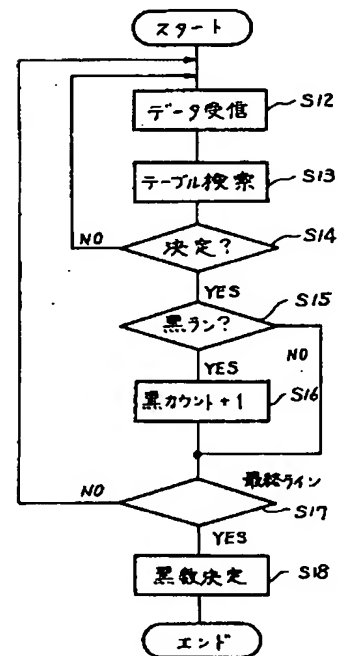 スタート
データ受信
S12
テーブル検索
S13
決定?
S14
NO
YES
黒ラン?
S15
NO
YES
黒カウント+1
S16
最終ライン
S17
NO
YES
黒数決定
S18
エンド